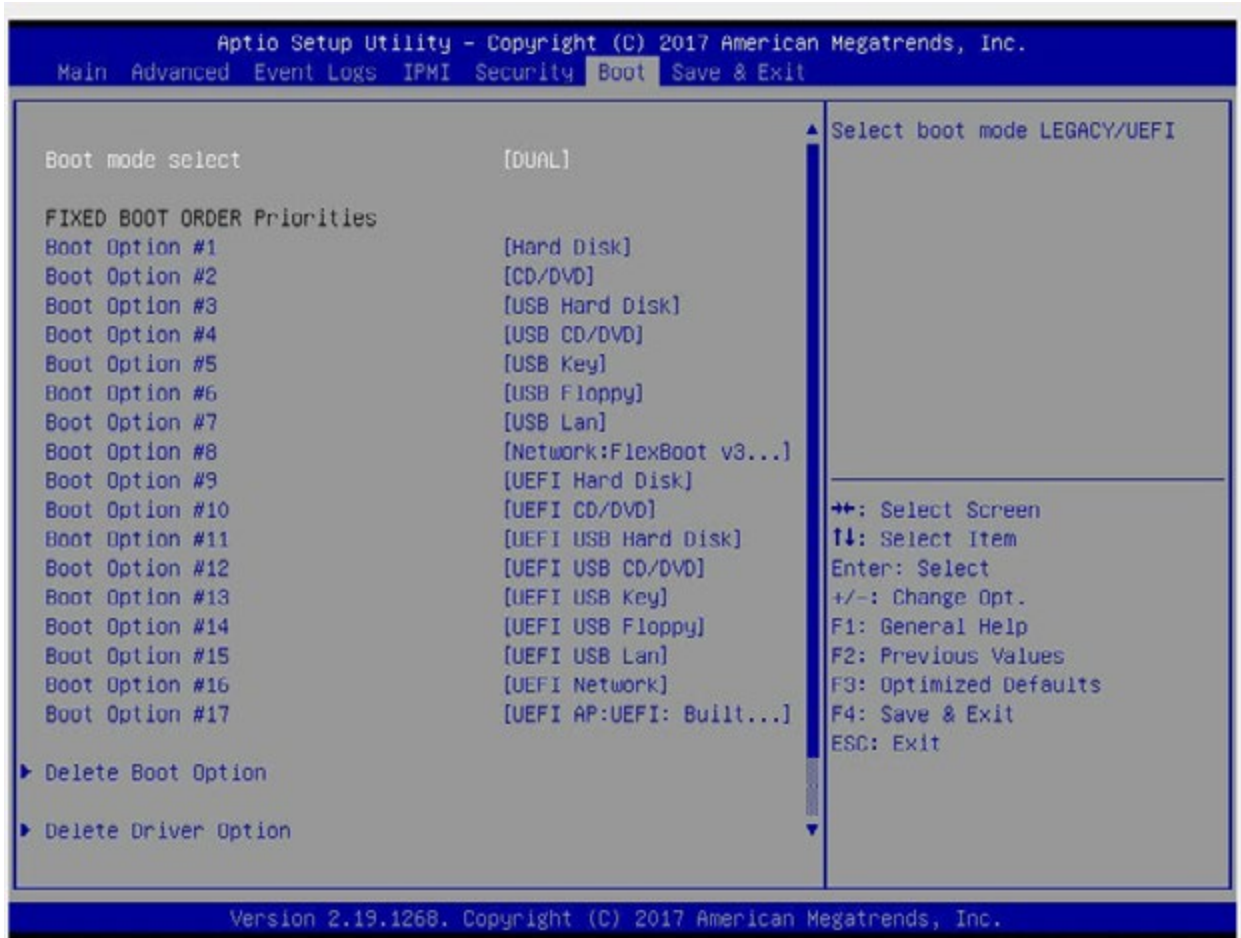 Aptio Setup Utility – Copyright (C) 2017 American Megatrends, Inc.
Main Advanced Event Logs IPMI Security Boot Save & Exit
Boot mode select [DUAL]
FIXED BOOT ORDER Priorities
Boot Option #1 [Hard Disk]
Boot Option #2 [CD/DVD]
Boot Option #3 [USB Hard Disk]
Boot Option #4 [USB CD/DVD]
Boot Option #5 [USB Key]
Boot Option #6 [USB Floppy]
Boot Option #7 [USB Lan]
Boot Option #8 [Network:FlexBoot v3...]
Boot Option #9 [UEFI Hard Disk]
Boot Option #10 [UEFI CD/DVD]
Boot Option #11 [UEFI USB Hard Disk]
Boot Option #12 [UEFI USB CD/DVD]
Boot Option #13 [UEFI USB Key]
Boot Option #14 [UEFI USB Floppy]
Boot Option #15 [UEFI USB Lan]
Boot Option #16 [UEFI Network]
Boot Option #17 [UEFI AP:UEFI: Built...]
Delete Boot Option
Delete Driver Option
Select boot mode LEGACY/UEFI
→←: Select Screen
↑↓: Select Item
Enter: Select
+/-: Change Opt.
F1: General Help
F2: Previous Values
F3: Optimized Defaults
F4: Save & Exit
ESC: Exit
Version 2.19.1268. Copyright (C) 2017 American Megatrends, Inc.